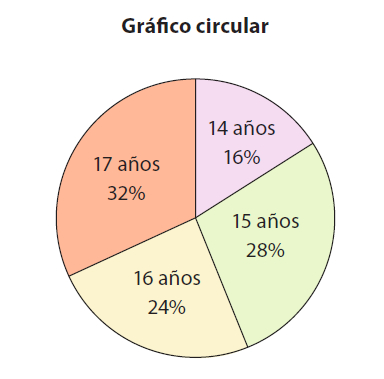 Gráfico circular
14 años
16%
15 años
28%
16 años
24%
17 años
32%